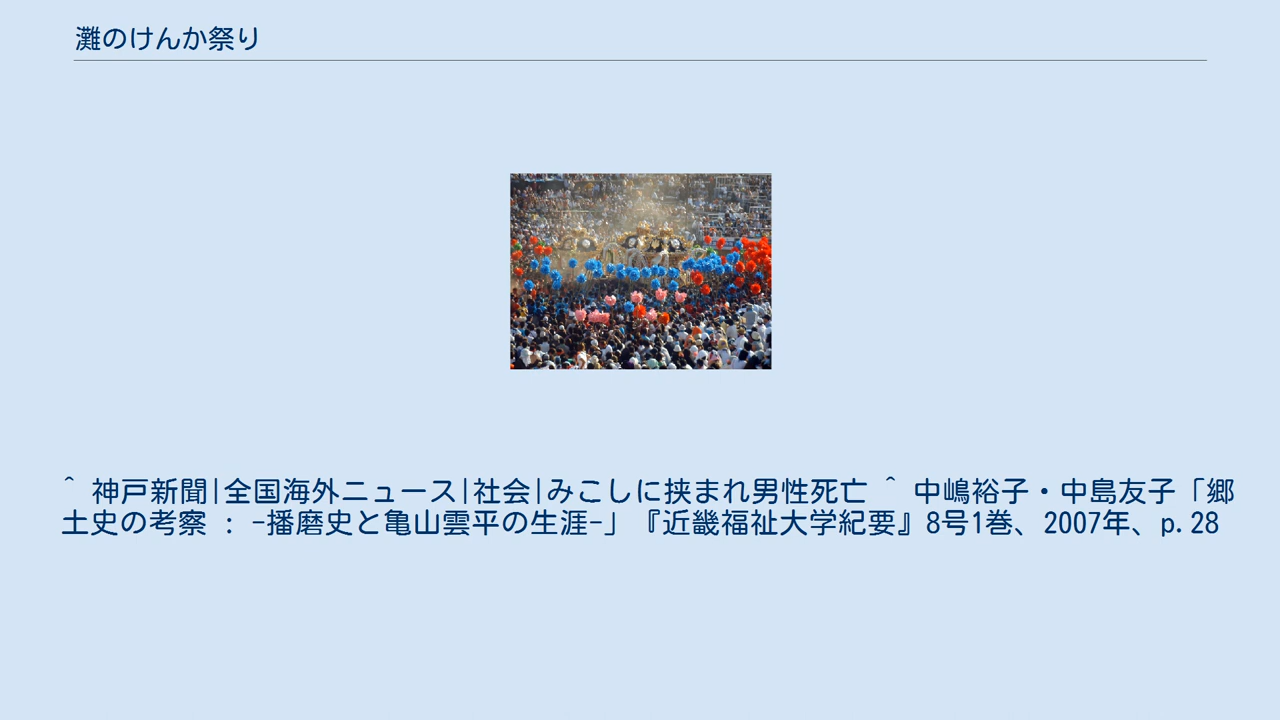 灘のけんか祭り
^ 神戸新聞|全国海外ニュース|社会|みこしに挟まれ男性死亡 ^ 中嶋裕子・中島友子「郷
土史の考察 : -播磨史と亀山雲平の生涯-」『近畿福祉大学紀要』8号1巻、2007年、p.28